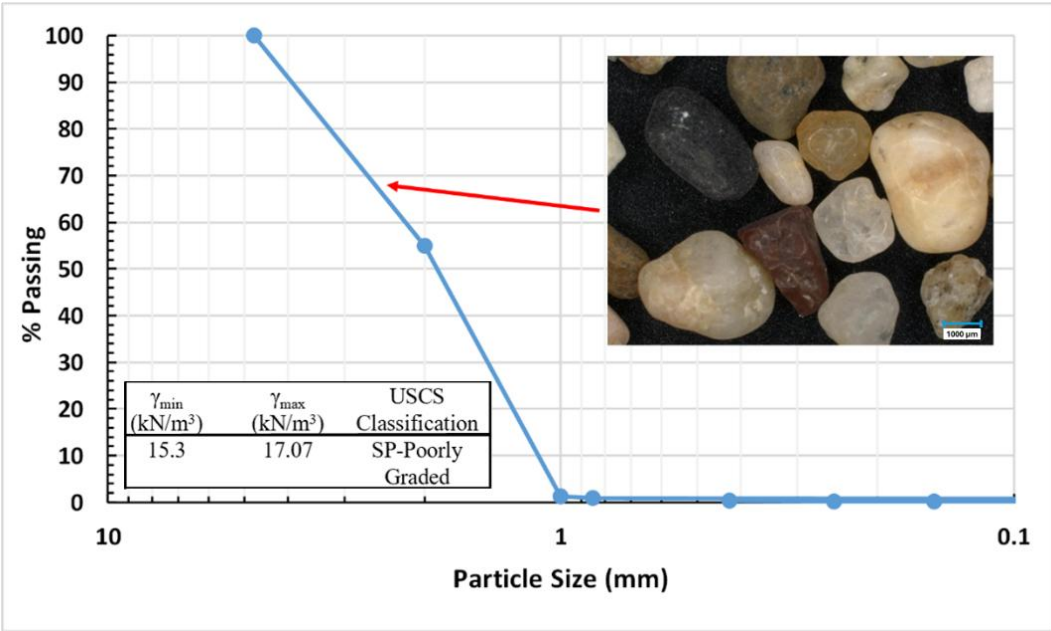 100
90
80
70
60
50
40
30
20
10
0
% Passing
10 1 0.1
Particle Size (mm)
γmin γmax USCS
(kN/m³) (kN/m³) Classification
15.3 17.07 SP-Poorly
Graded
1000 µm